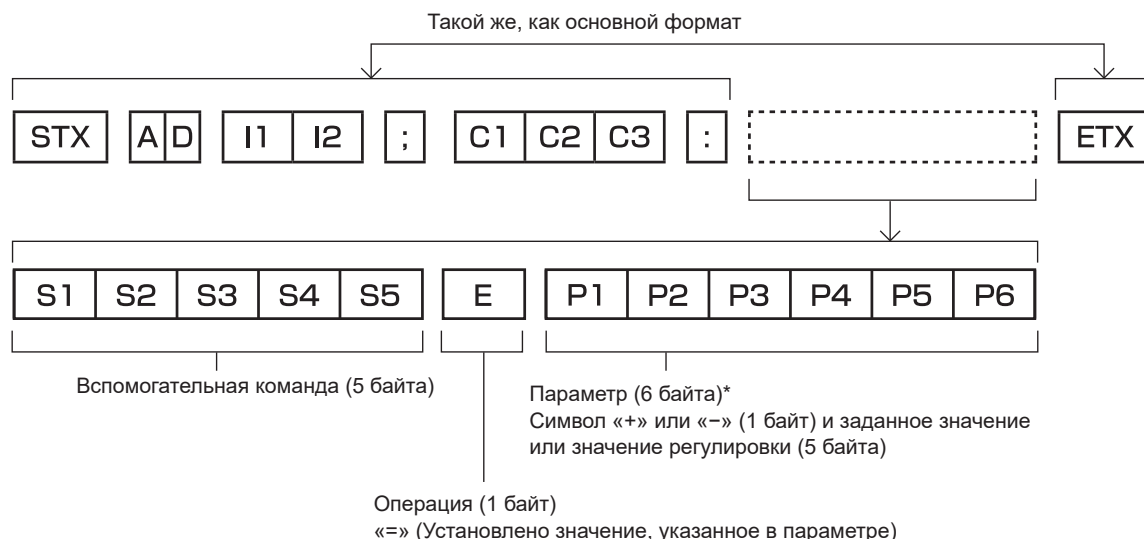 Такой же, как основной формат
STX A D I1 I2 ; C1 C2 C3 : ETX
S1 S2 S3 S4 S5 E P1 P2 P3 P4 P5 P6
Вспомогательная команда (5 байта)
Параметр (6 байта)*
Символ «+» или «−» (1 байт) и заданное значение
или значение регулировки (5 байта)
Операция (1 байт)
«=» (Установлено значение, указанное в параметре)